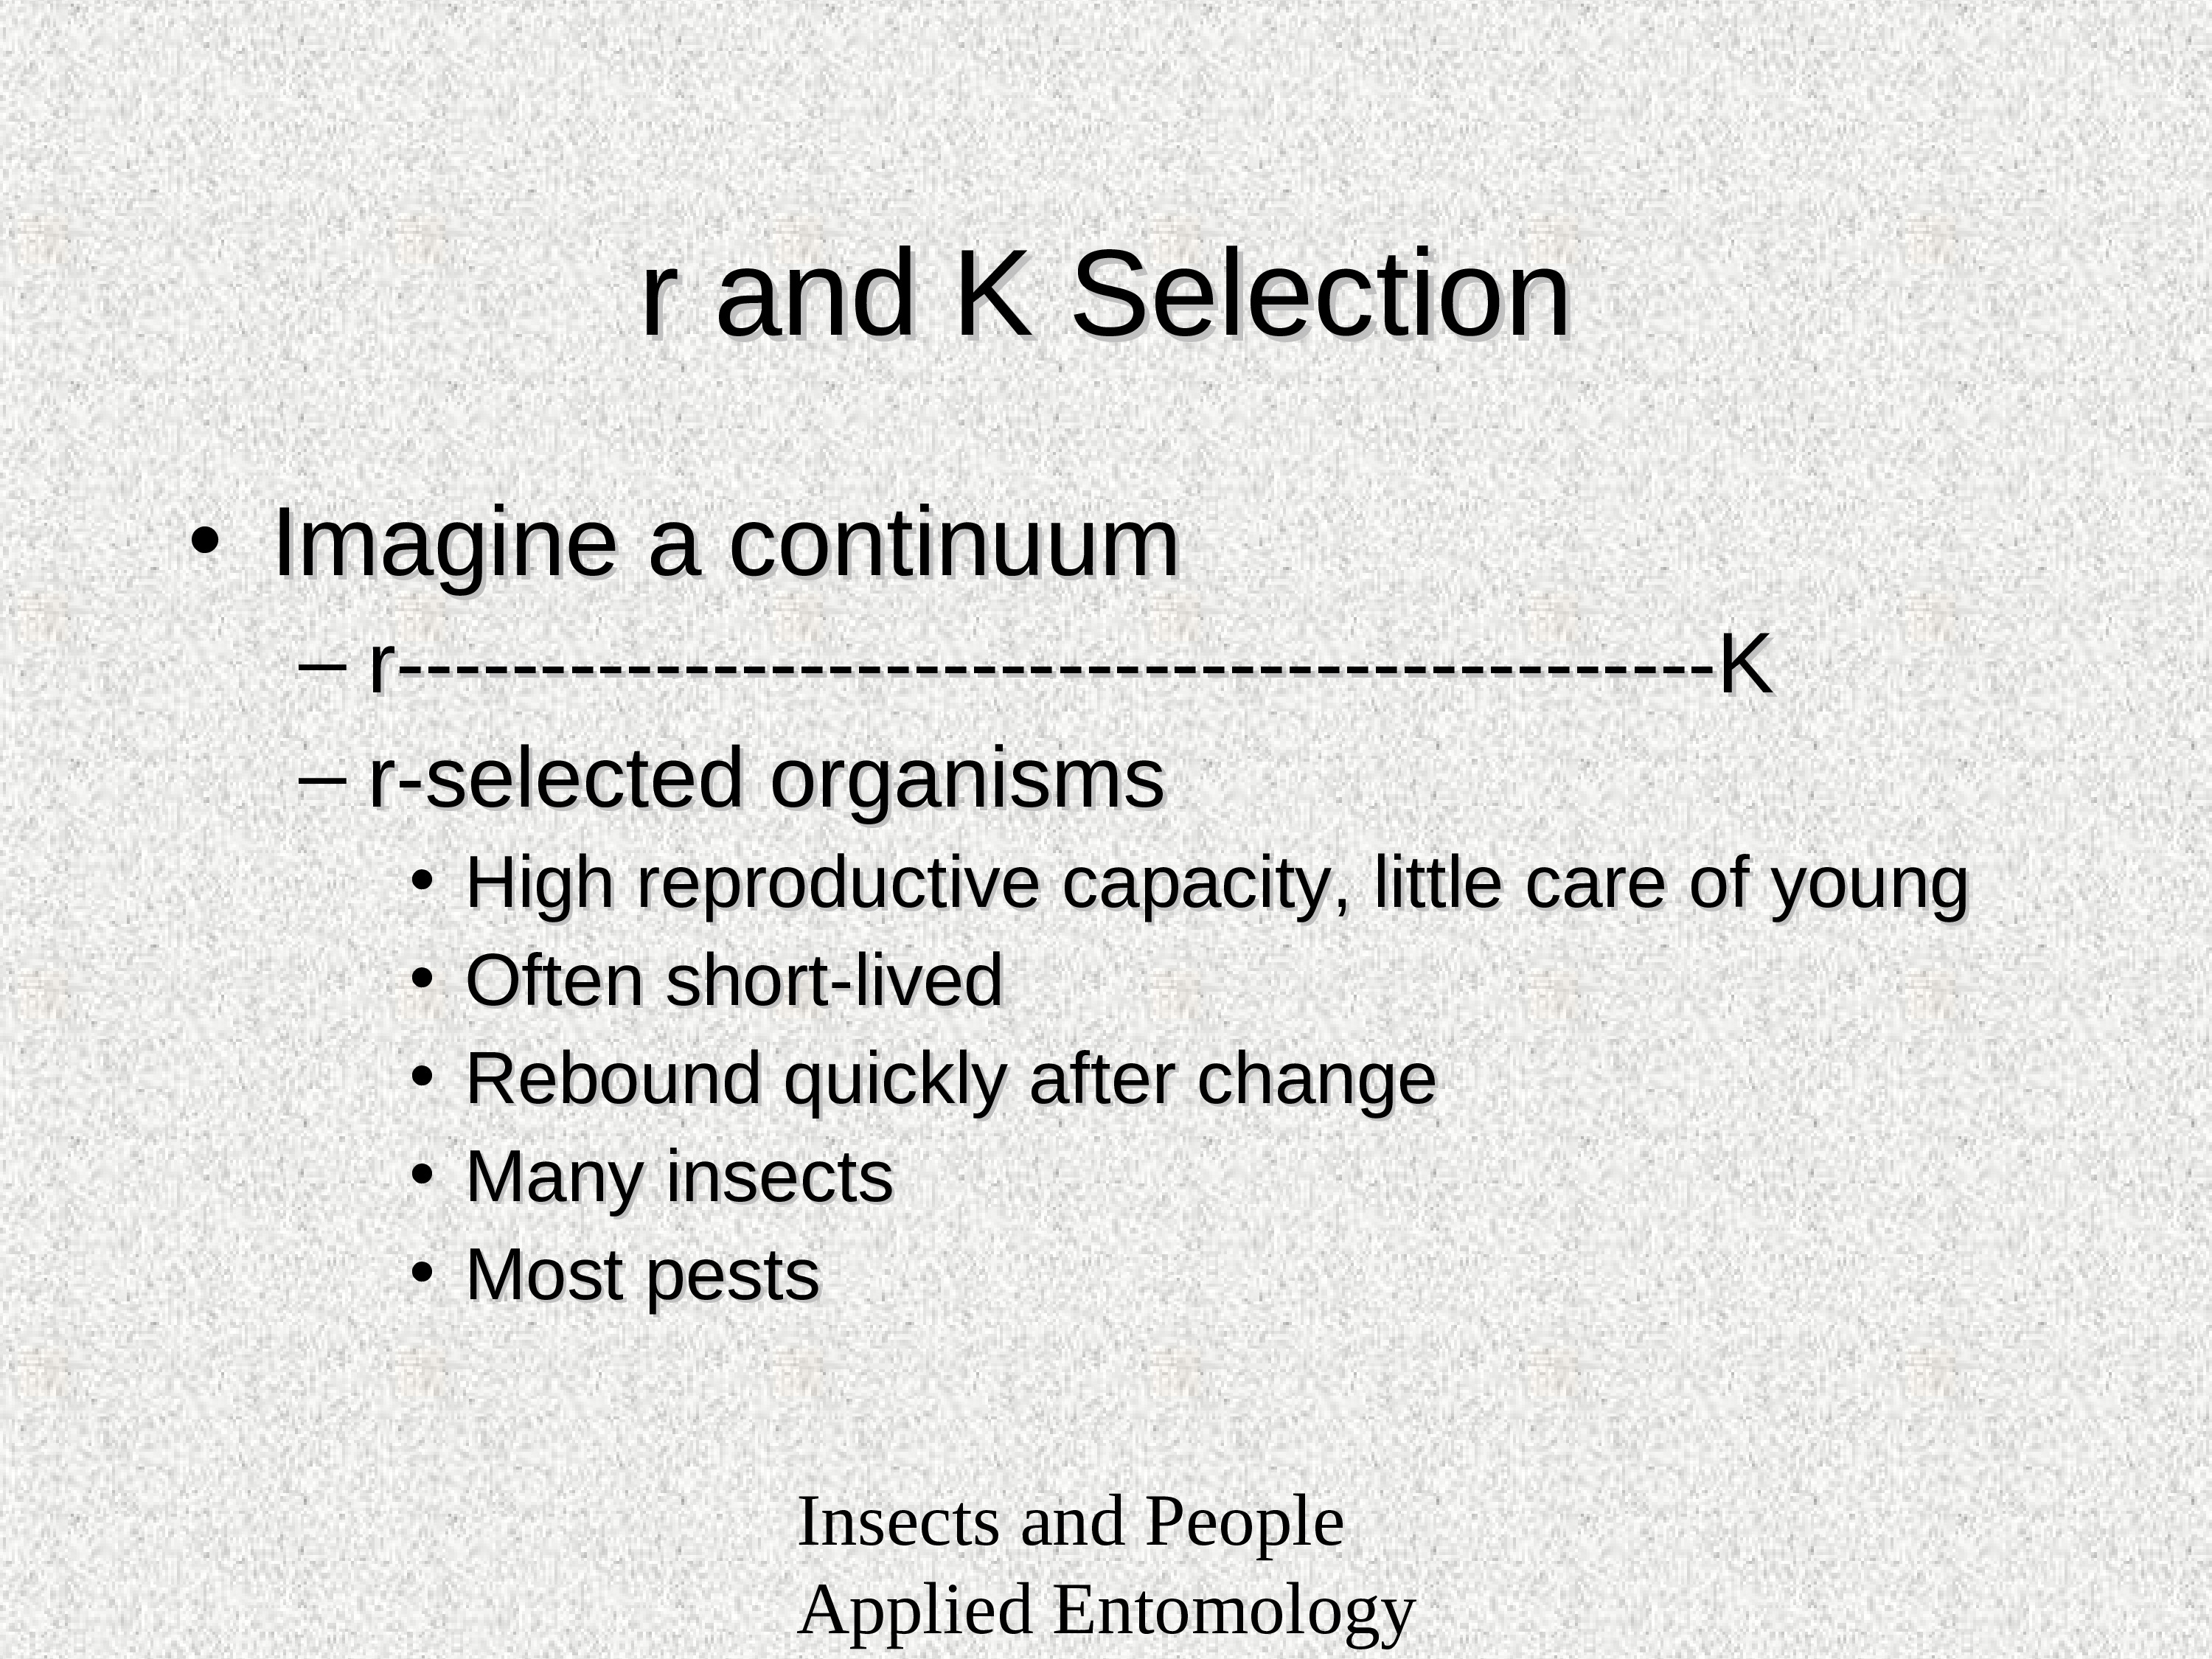 r and K Selection
• Imagine a continuum
– r----------------------------------------------K
– r-selected organisms
• High reproductive capacity, little care of young
• Often short-lived
• Rebound quickly after change
• Many insects
• Most pests
Insects and People
Applied Entomology